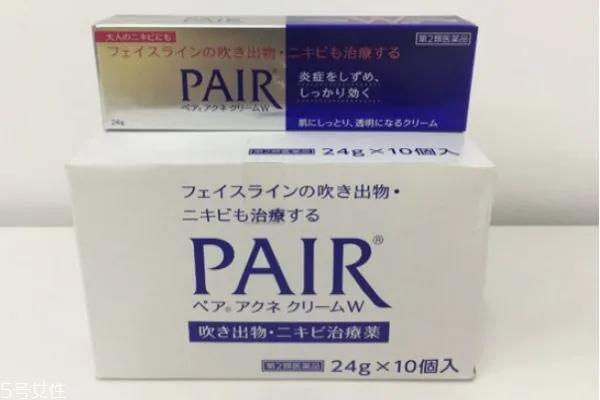 大人のニキビにも
フェイスラインの吹き出物・ニキビも治療する
第2類医薬品
PAIR
ペア® アクネ クリームW
24g
炎症をしずめ、
しっかり効く
肌にしっとり、透明になるクリーム
第2類医薬品 24g×10個入
フェイスラインの吹き出物・
ニキビも治療する
PAIR®
ペア® アクネ クリームW
吹き出物・ニキビ治療薬
第2類医薬品 24g×10個入
5号女性